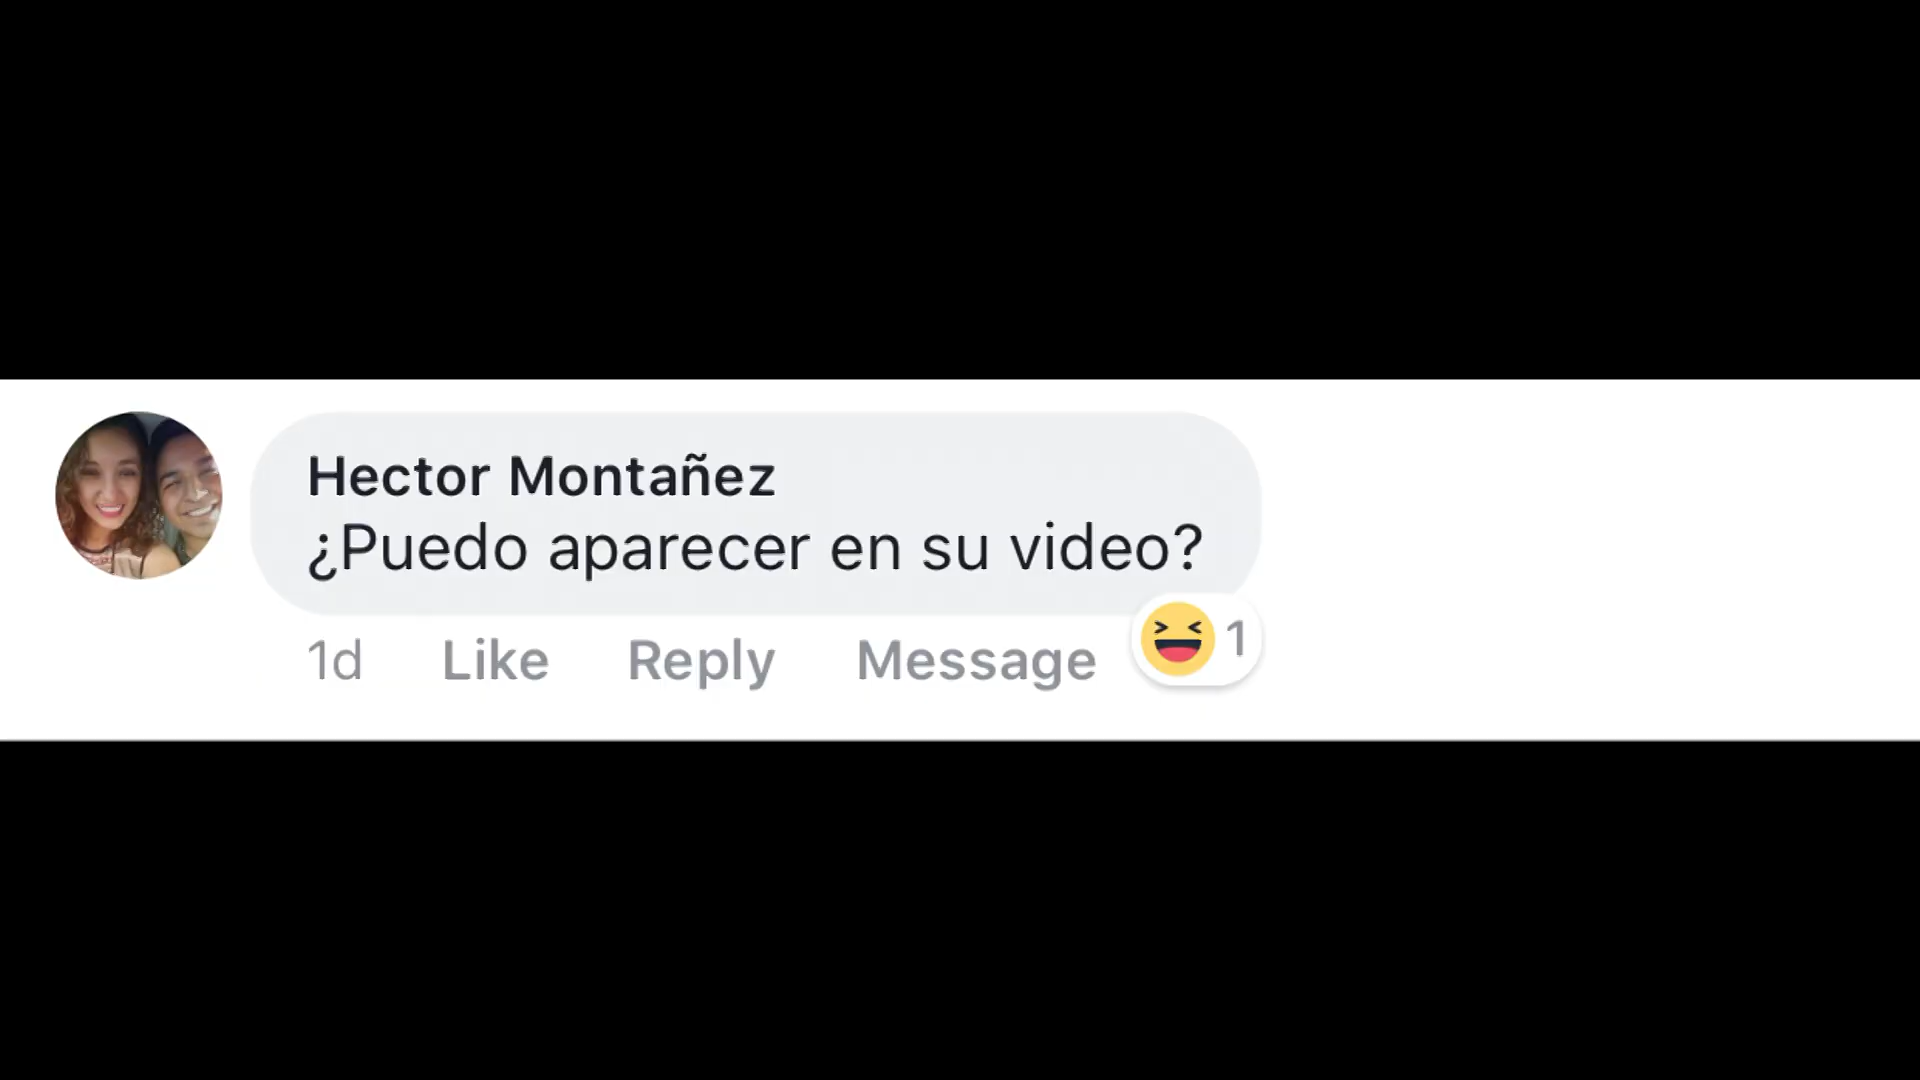 Hector Montañez
¿Puedo aparecer en su video?
1d Like Reply Message 1